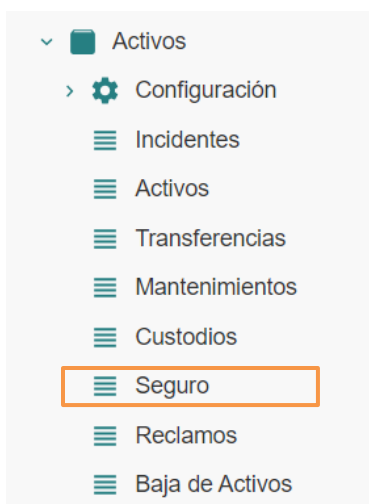 Activos
Configuración
Incidentes
Activos
Transferencias
Mantenimientos
Custodios
Seguro
Reclamos
Baja de Activos